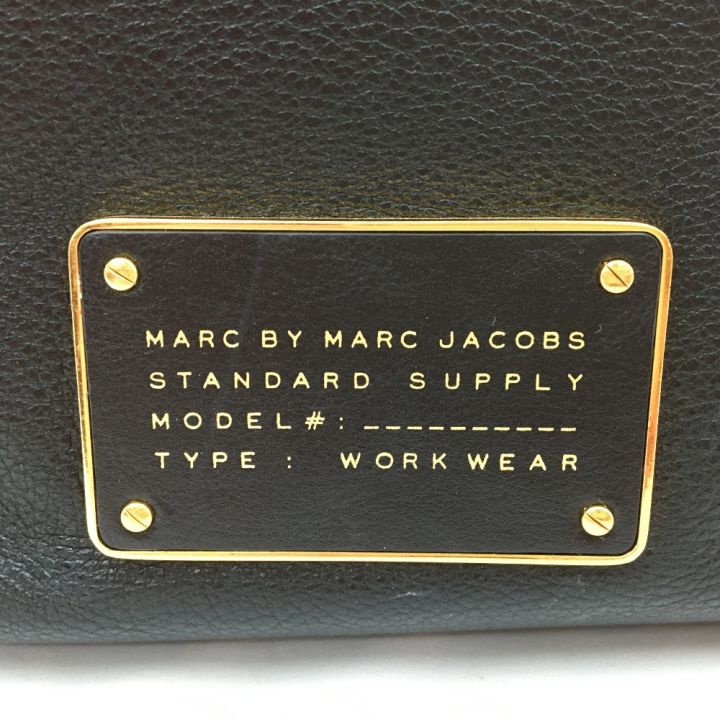 MARC BY MARC JACOBS
STANDARD SUPPLY
MODEL#: __________
TYPE : WORK WEAR